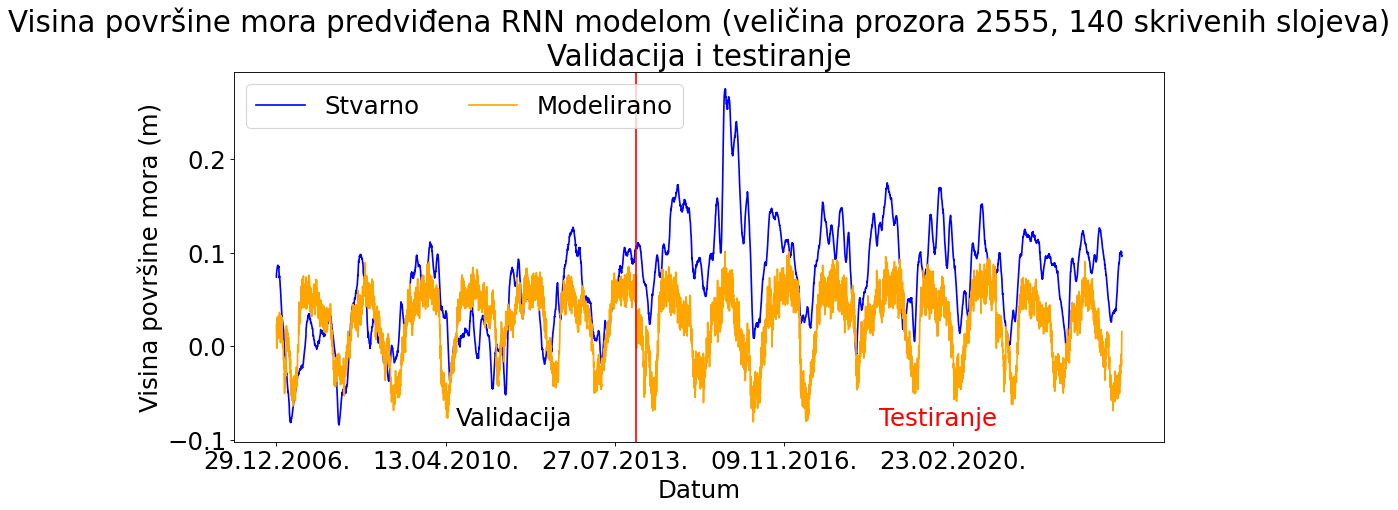 Visina površine mora predviđena RNN modelom (veličina prozora 2555, 140 skrivenih slojeva)
Validacija i testiranje
Stvarno
Modelirano
Visina površine mora (m)
0.2
0.1
0.0
−0.1
Validacija
Testiranje
29.12.2006.
13.04.2010.
27.07.2013.
09.11.2016.
23.02.2020.
Datum